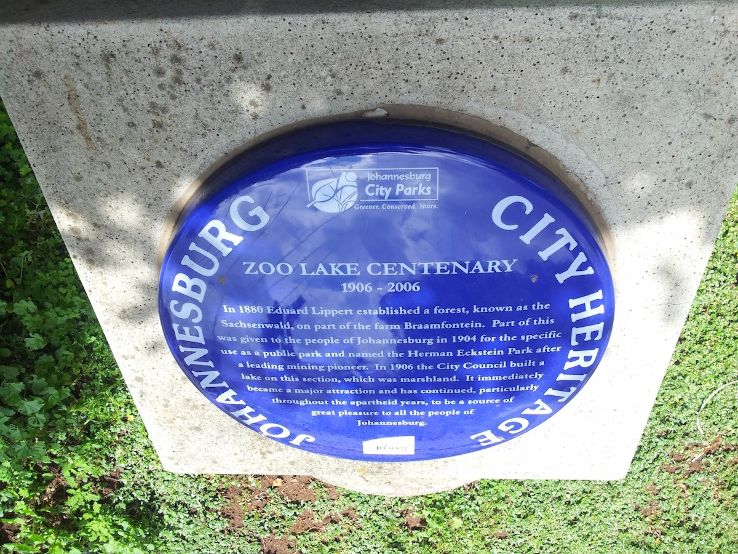 Johannesburg
City Parks
Greener. Conserved. Yours.
JOHANNESBURG
CITY HERITAGE
ZOO LAKE CENTENARY
1906 - 2006
In 1880 Eduard Lippert established a forest, known as the
Sachsenwald, on part of the farm Braamfontein. Part of this
was given to the people of Johannesburg in 1904 for the specific
use as a public park and named the Herman Eckstein Park after
a leading mining pioneer. In 1906 the City Council built a
lake on this section, which was marshland. It immediately
became a major attraction and has continued, particularly
throughout the apartheid years, to be a source of
great pleasure to all the people of
Johannesburg.